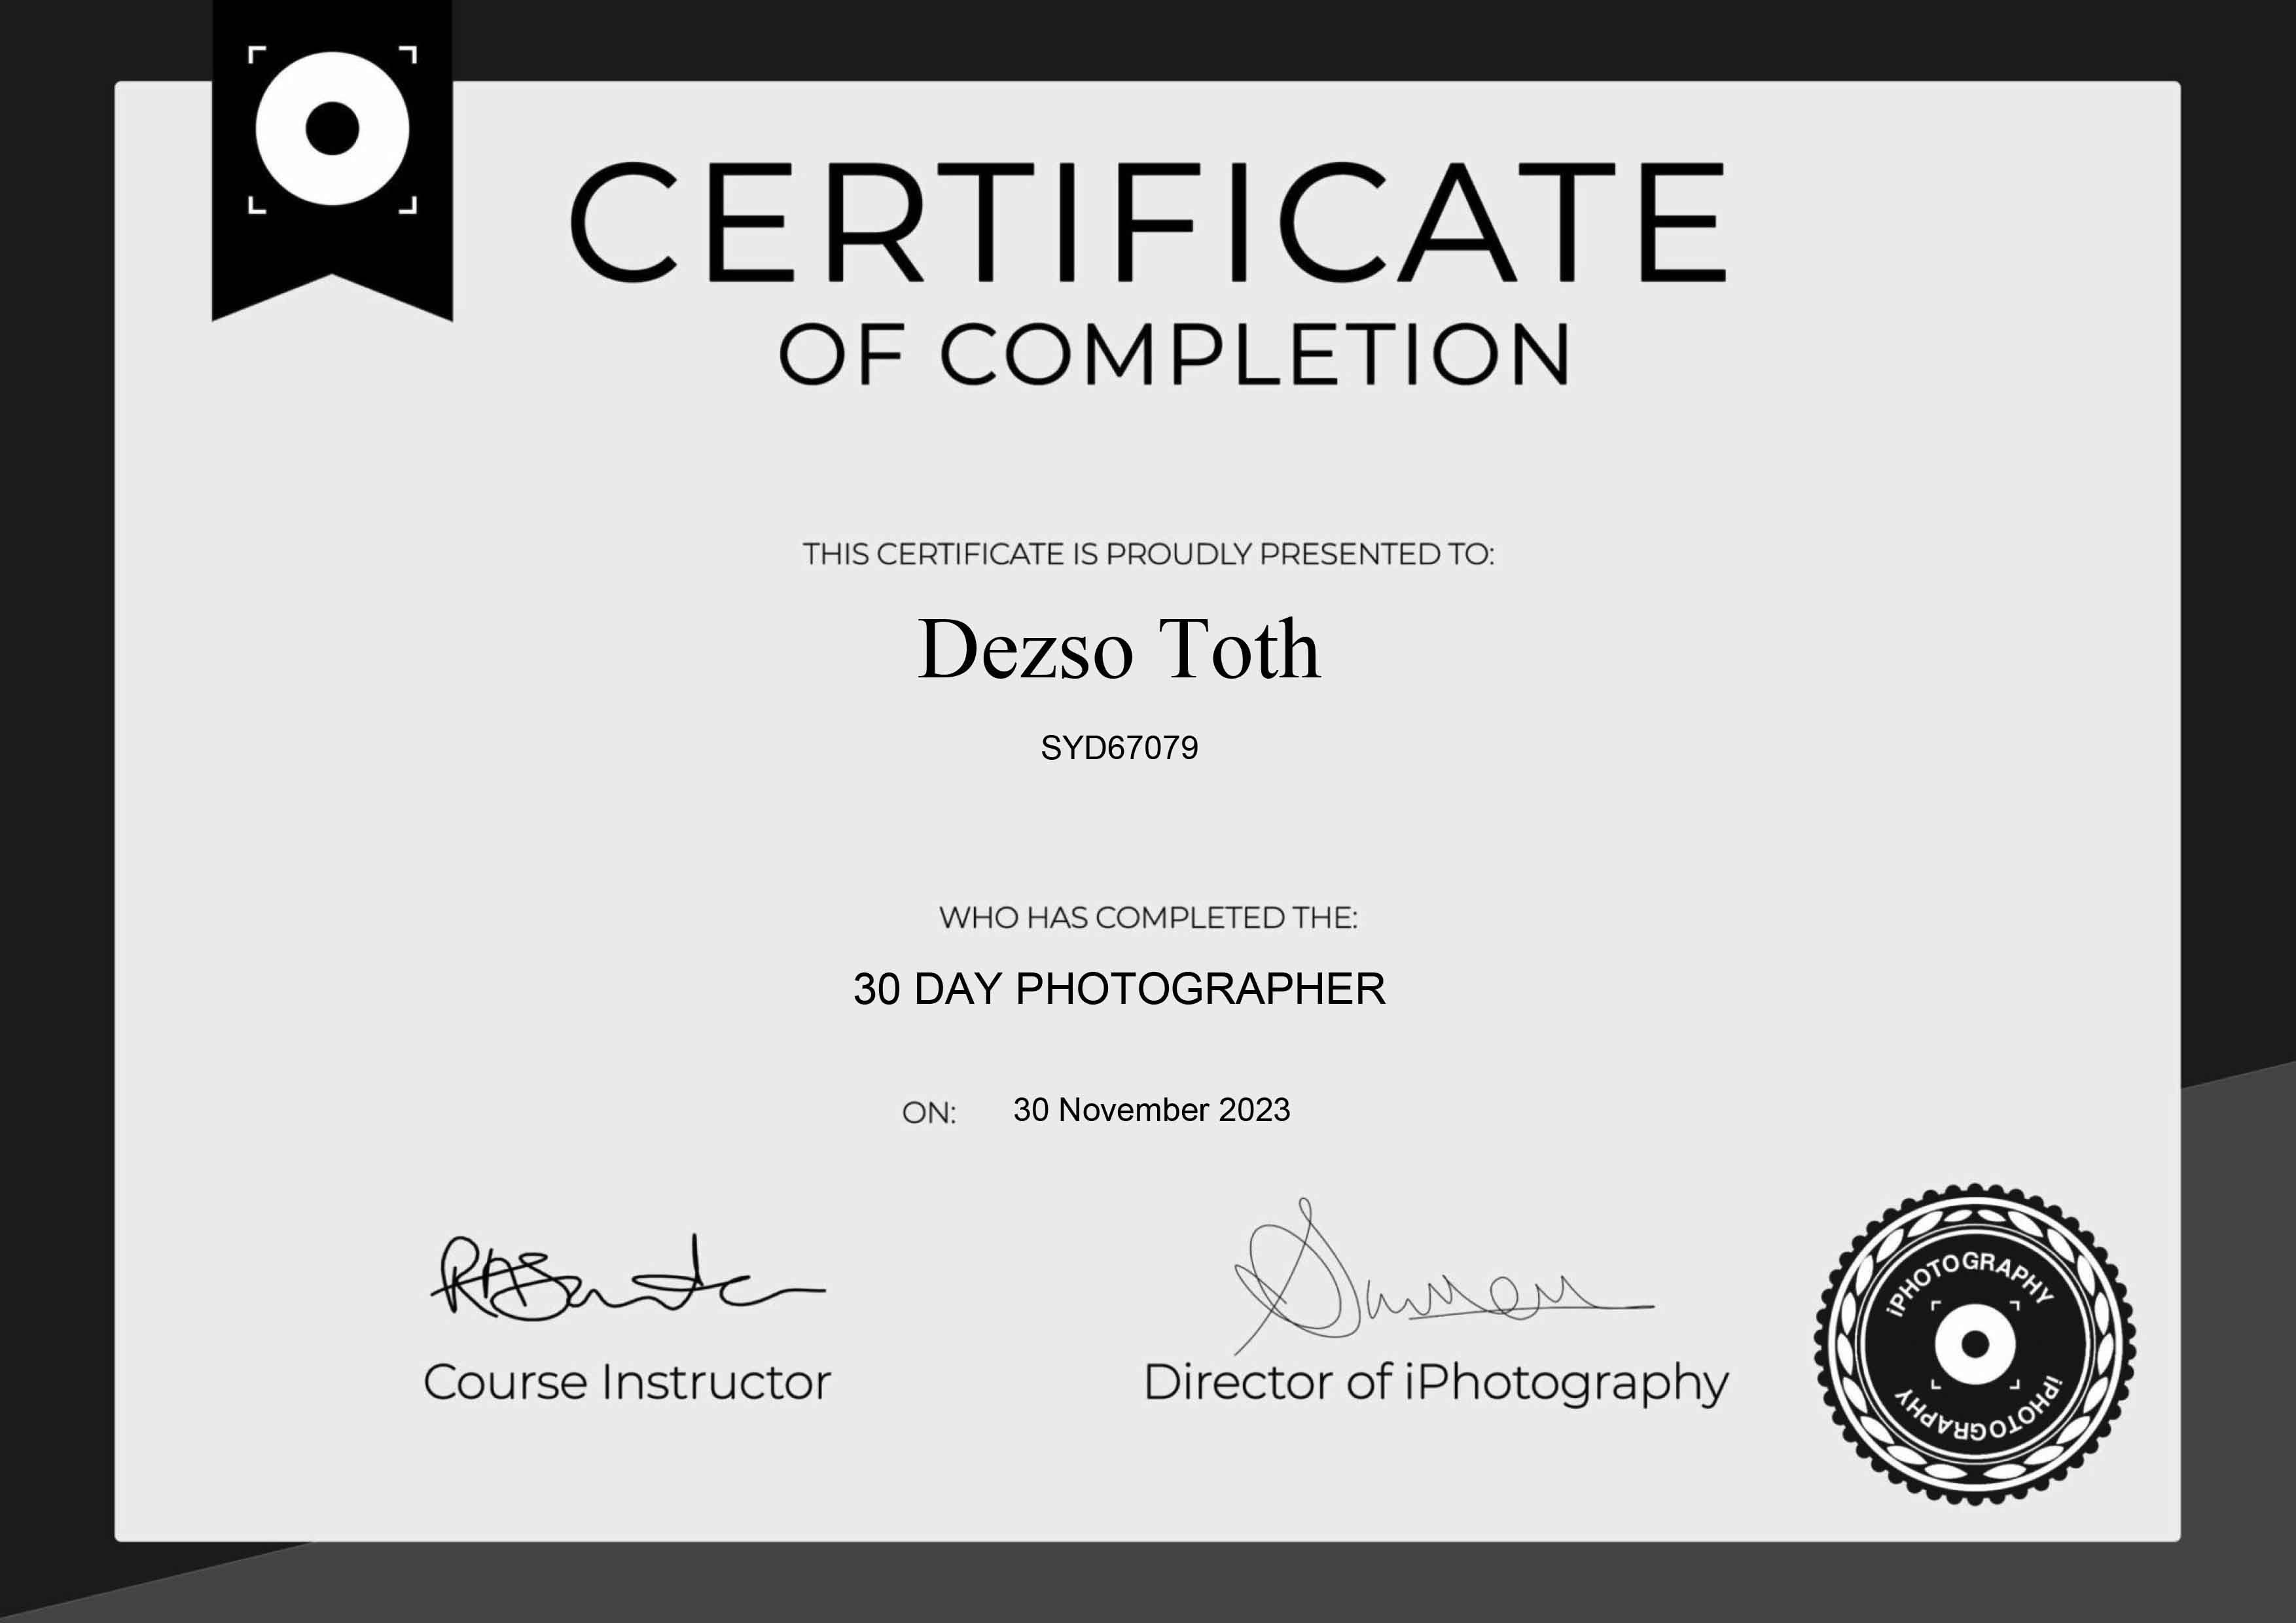 CERTIFICATE
OF COMPLETION
THIS CERTIFICATE IS PROUDLY PRESENTED TO:
Dezso Toth
SYD67079
WHO HAS COMPLETED THE:
30 DAY PHOTOGRAPHER
ON: 30 November 2023
Course Instructor
Director of iPhotography
iPHOTOGRAPHY
iPHOTOGRAPHY